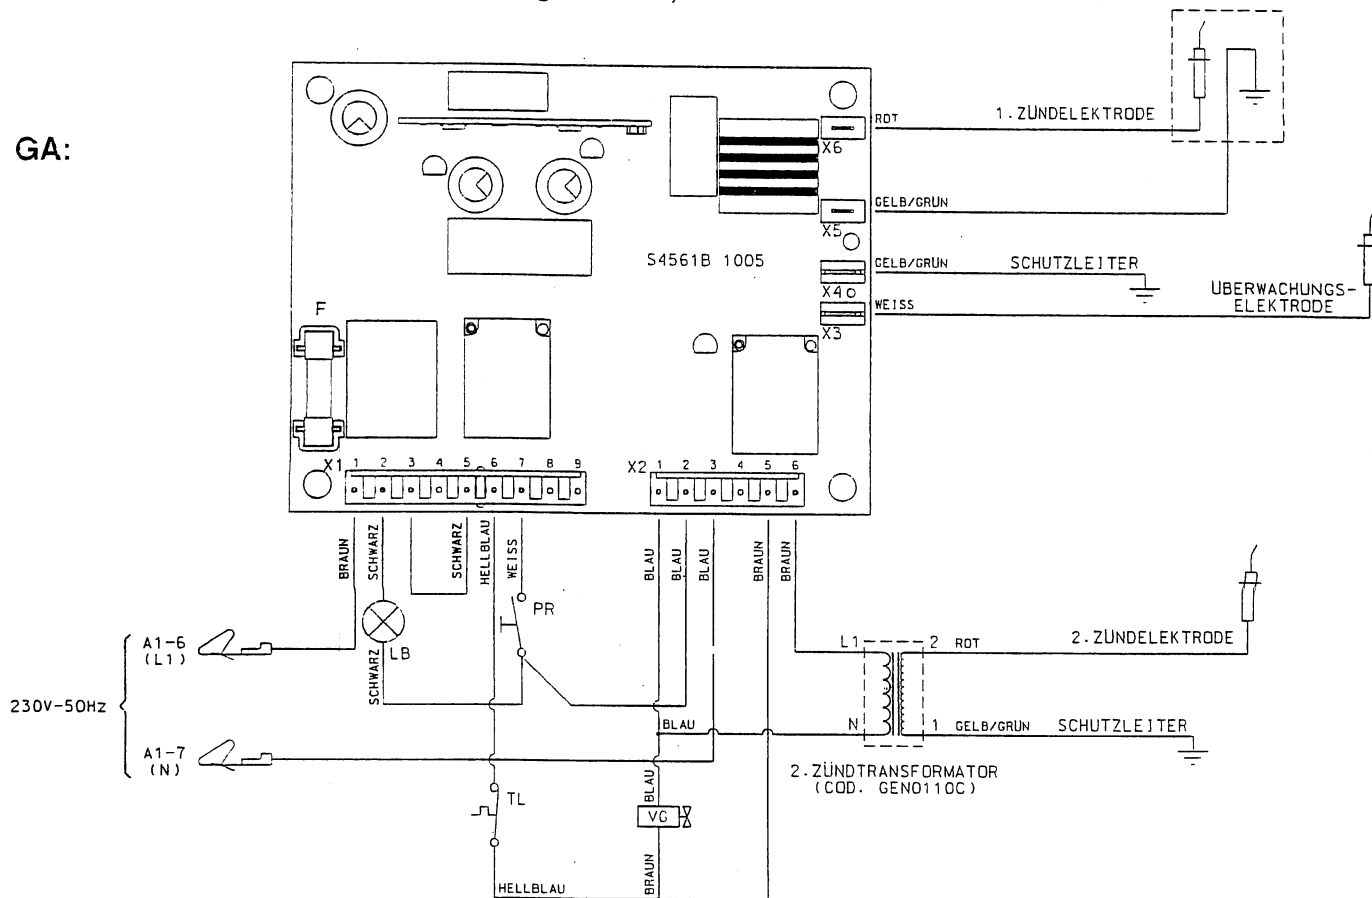 GA:
ROT
1.ZÜNDELEKTRODE
X6
GELB/GRÜN
X5
S4561B 1005
GELB/GRÜN
SCHUTZLEITER
X4
WEISS
ÜBERWACHUNGS-
ELEKTRODE
X3
F
X1
1 2 3 4 5 6 7 8 9
X2
1 2 3 4 5 6
BRAUN
SCHWARZ
SCHWARZ
HELLBLAU
WEISS
BLAU
BLAU
BLAU
BRAUN
BRAUN
PR
LB
SCHWARZ
A1-6
(L1)
230V-50Hz
A1-7
(N)
L1
2
ROT
2.ZÜNDELEKTRODE
BLAU
N
1
GELB/GRÜN
SCHUTZLEITER
2.ZÜNDTRANSFORMATOR
(COD. GEN0110C)
TL
BLAU
VG
BRAUN
HELLBLAU